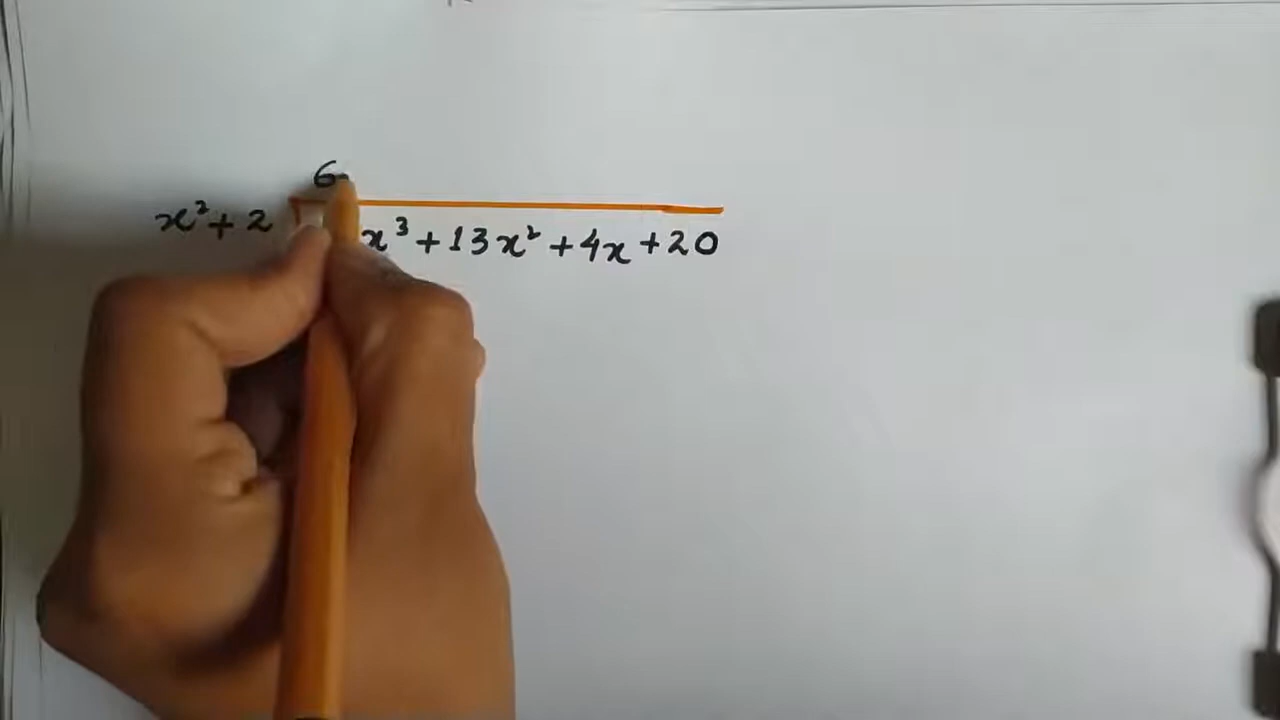 6
x² + 2 x³ + 13x² + 4x + 20